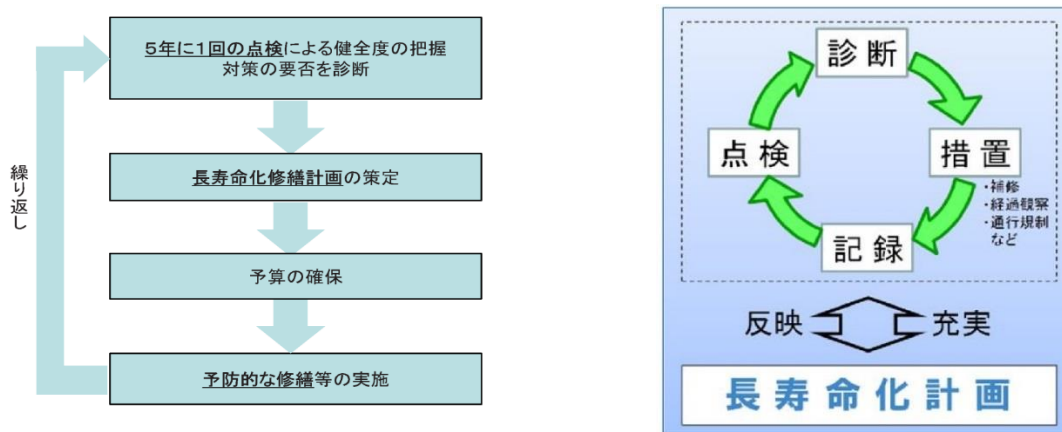 5年に1回の点検による健全度の把握
対策の要否を診断
長寿命化修繕計画の策定
予算の確保
予防的な修繕等の実施
繰り返し
診断
点検
措置
・補修
・経過観察
・通行規制
など
記録
反映
充実
長寿命化計画